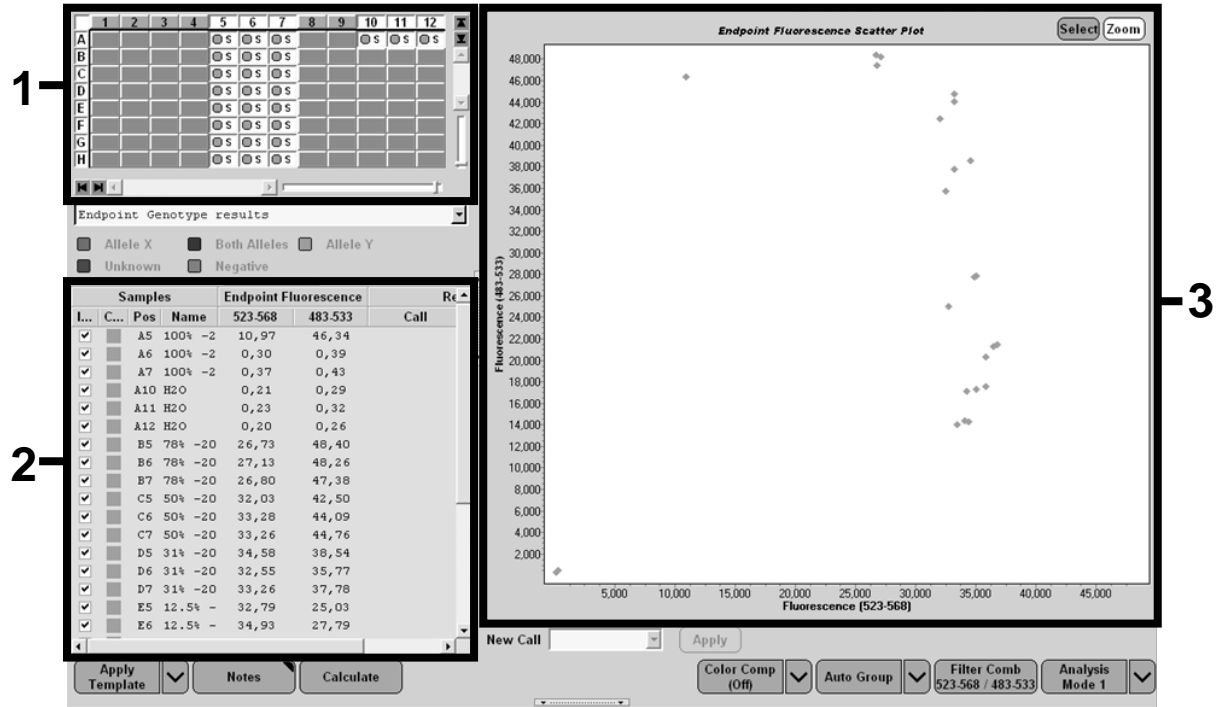 1 2 3 4 5 6 7 8 9 10 11 12
A S S S S S S
B S S S
C S S S
D S S S
E S S S
F S S S
G S S S
H S S S
1
Endpoint Genotype results
Allele X Both Alleles Allele Y
Unknown Negative
Samples Endpoint Fluorescence Re
I... C... Pos Name 523-568 483-533 Call
A5 100% -2 10,97 46,34
A6 100% -2 0,30 0,39
A7 100% -2 0,37 0,43
A10 H2O 0,21 0,29
A11 H2O 0,23 0,32
A12 H2O 0,20 0,26
B5 78% -20 26,73 48,40
B6 78% -20 27,13 48,26
B7 78% -20 26,80 47,38
C5 50% -20 32,03 42,50
C6 50% -20 33,28 44,09
C7 50% -20 33,26 44,76
D5 31% -20 34,58 38,54
D6 31% -20 32,55 35,77
D7 31% -20 33,26 37,78
E5 12.5% - 32,79 25,03
E6 12.5% - 34,93 27,79
2
Apply Template
Notes
Calculate
Endpoint Fluorescence Scatter Plot
Select Zoom
48,000
46,000
44,000
42,000
40,000
38,000
36,000
34,000
32,000
30,000
28,000
26,000
24,000
22,000
20,000
18,000
16,000
14,000
12,000
10,000
8,000
6,000
4,000
2,000
Fluorescence (483-533)
5,000 10,000 15,000 20,000 25,000 30,000 35,000 40,000 45,000
Fluorescence (523-568)
3
New Call Apply
Color Comp (Off)
Auto Group
Filter Comb 523-568 / 483-533
Analysis Mode 1